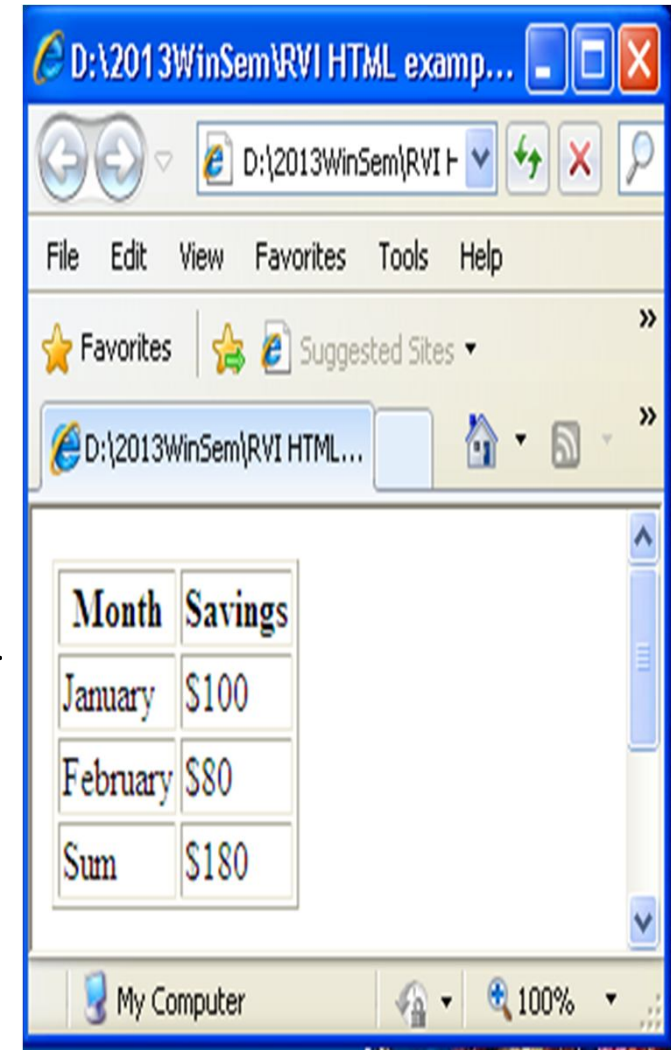 D:\2013WinSem\RVI HTML examp...
D:\2013WinSem\RVI H
File Edit View Favorites Tools Help
Favorites Suggested Sites »
D:\2013WinSem\RVI HTML... »
Month Savings
January $100
February $80
Sum $180
My Computer 100%